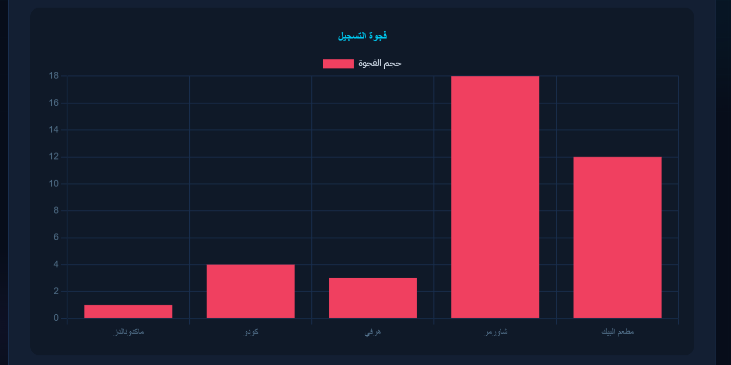 فجوة التسجيل
حجم الفجوة
18
16
14
12
10
8
6
4
2
0
ماكدونالدز
كودو
هرفي
شاورمر
مطعم البيك